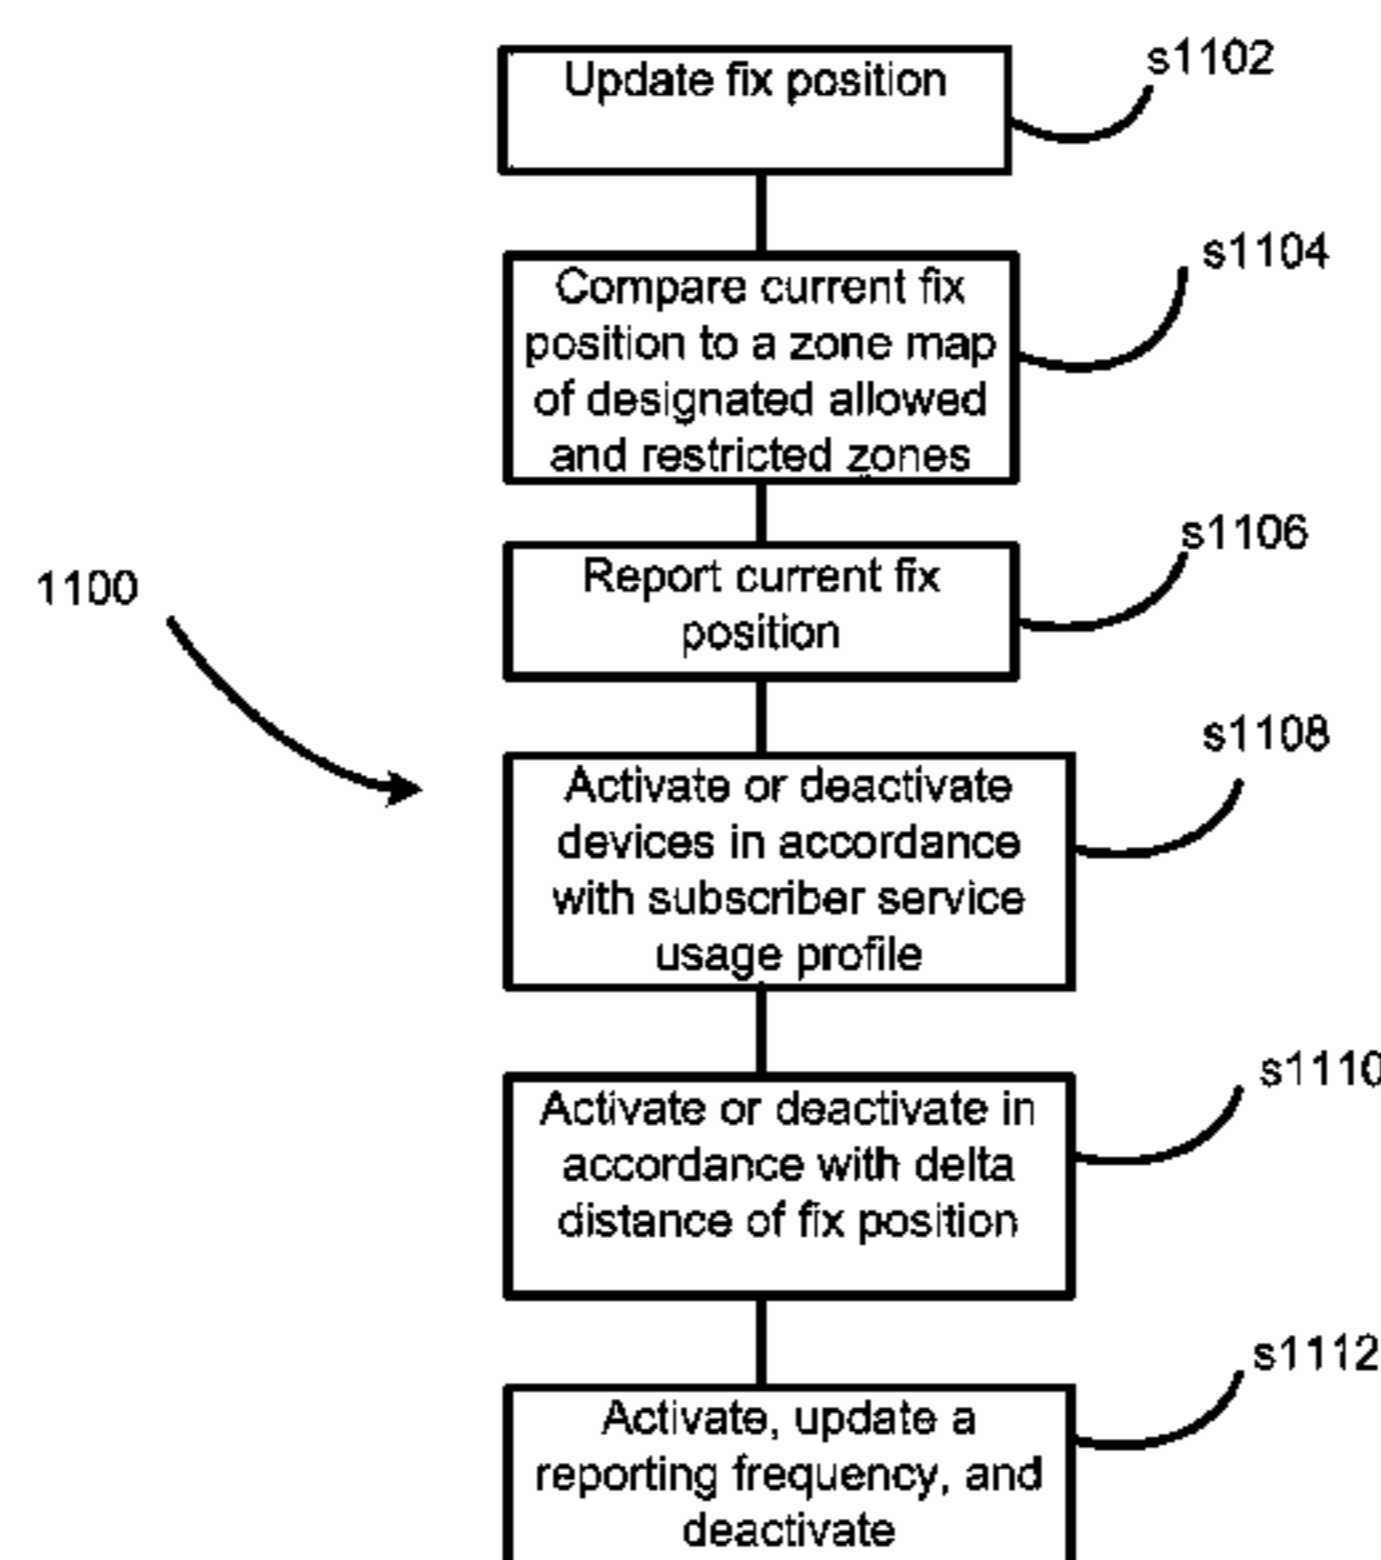 Update fix position
s1102
Compare current fix
position to a zone map
of designated allowed
and restricted zones
s1104
Report current fix
position
s1106
1100
Activate or deactivate
devices in accordance
with subscriber service
usage profile
s1108
Activate or deactivate in
accordance with delta
distance of fix position
s1110
Activate, update a
reporting frequency, and
deactivate
s1112